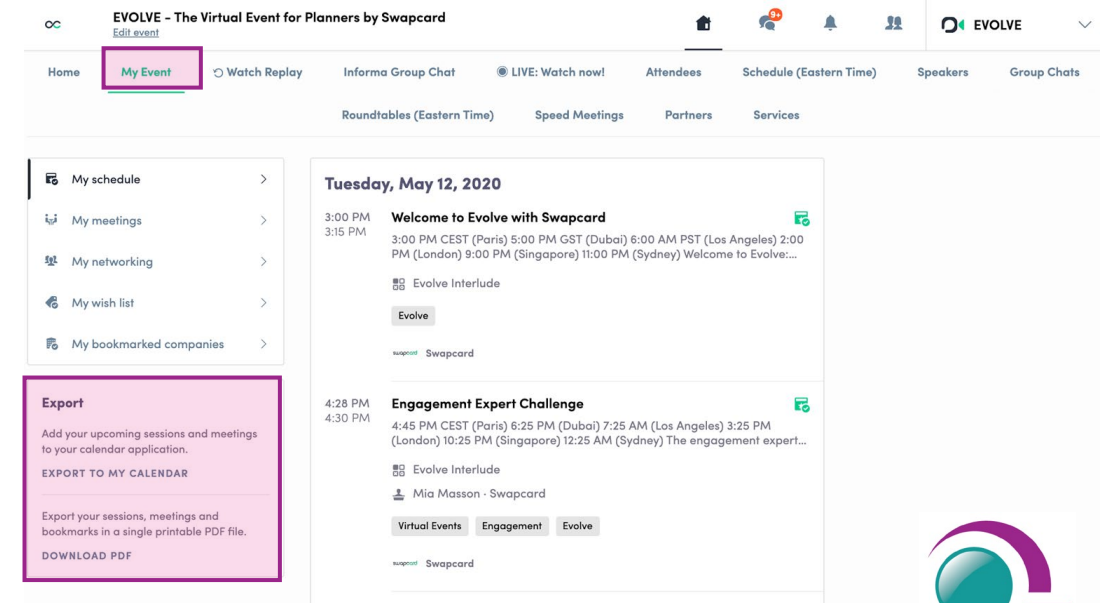 EVOLVE - The Virtual Event for Planners by Swapcard
Edit event
9+
EVOLVE
Home
My Event
Watch Replay
Informa Group Chat
LIVE: Watch now!
Attendees
Schedule (Eastern Time)
Speakers
Group Chats
Roundtables (Eastern Time)
Speed Meetings
Partners
Services
My schedule
My meetings
My networking
My wish list
My bookmarked companies
Export
Add your upcoming sessions and meetings
to your calendar application.
EXPORT TO MY CALENDAR
Export your sessions, meetings and
bookmarks in a single printable PDF file.
DOWNLOAD PDF
Tuesday, May 12, 2020
3:00 PM
3:15 PM
Welcome to Evolve with Swapcard
3:00 PM CEST (Paris) 5:00 PM GST (Dubai) 6:00 AM PST (Los Angeles) 2:00
PM (London) 9:00 PM (Singapore) 11:00 PM (Sydney) Welcome to Evolve:...
Evolve Interlude
Evolve
swapcard Swapcard
4:28 PM
4:30 PM
Engagement Expert Challenge
4:45 PM CEST (Paris) 6:25 PM (Dubai) 7:25 AM (Los Angeles) 3:25 PM
(London) 10:25 PM (Singapore) 12:25 AM (Sydney) The engagement expert...
Evolve Interlude
Mia Masson · Swapcard
Virtual Events
Engagement
Evolve
swapcard Swapcard